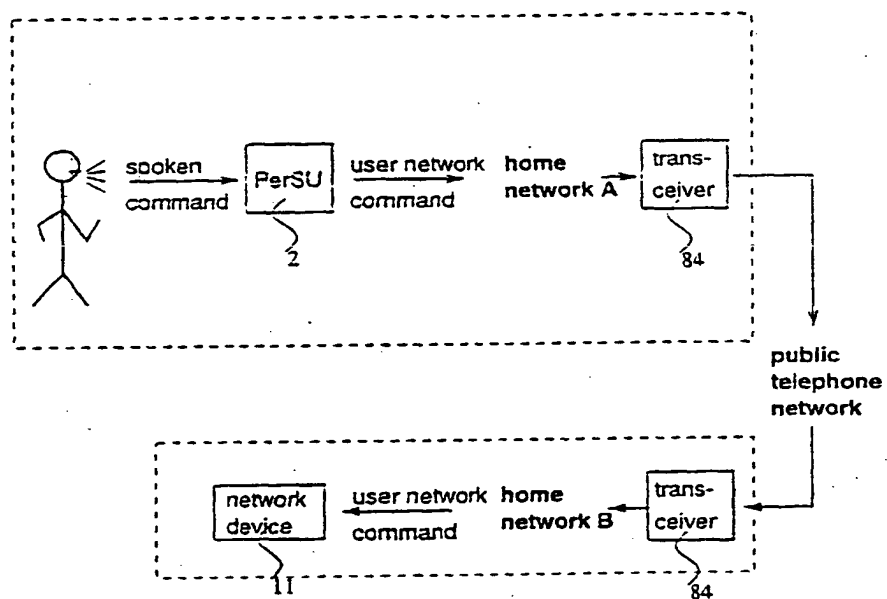 spoken
command
PerSU
2
user network
command
home
network A
trans-
ceiver
84
public
telephone
network
network
device
11
user network
command
home
network B
trans-
ceiver
84